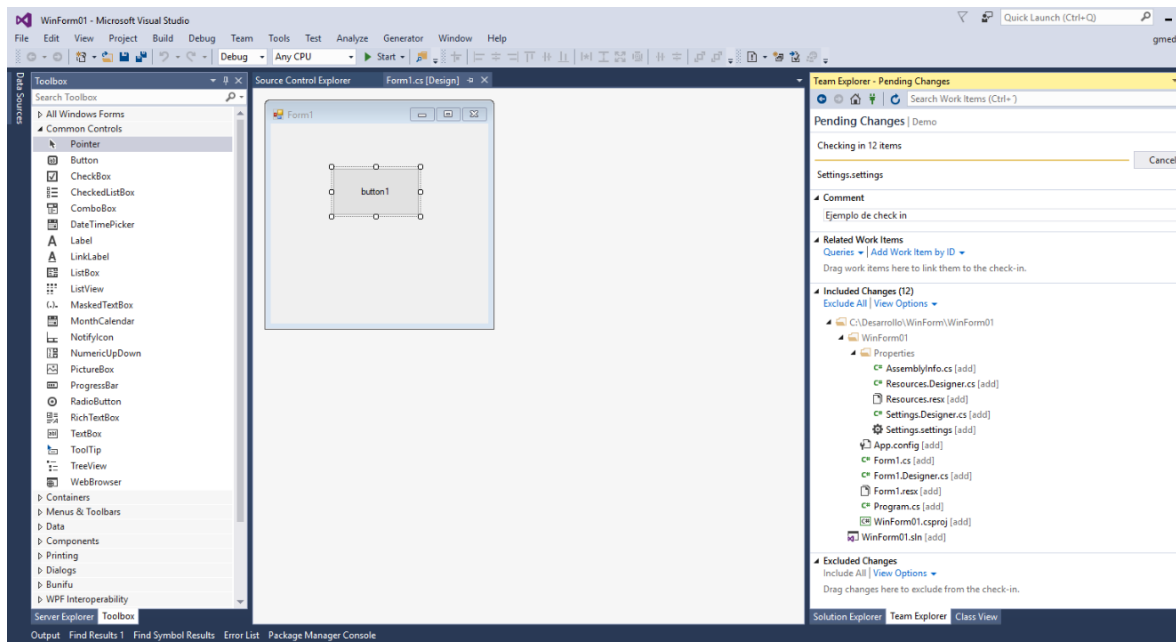 WinForm01 - Microsoft Visual Studio
Quick Launch (Ctrl+Q)
File Edit View Project Build Debug Team Tools Test Analyze Generator Window Help
gmed
Debug Any CPU Start
Data Sources
Toolbox
Search Toolbox
All Windows Forms
Common Controls
Pointer
Button
CheckBox
CheckedListBox
ComboBox
DateTimePicker
Label
LinkLabel
ListBox
ListView
MaskedTextBox
MonthCalendar
NotifyIcon
NumericUpDown
PictureBox
ProgressBar
RadioButton
RichTextBox
TextBox
ToolTip
TreeView
WebBrowser
Containers
Menus & Toolbars
Data
Components
Printing
Dialogs
Bunifu
WPF Interoperability
Server Explorer Toolbox
Source Control Explorer Form1.cs [Design]
Form1
button1
Team Explorer - Pending Changes
Search Work Items (Ctrl+')
Pending Changes | Demo
Checking in 12 items
Cancel
Settings.settings
Comment
Ejemplo de check in
Related Work Items
Queries | Add Work Item by ID
Drag work items here to link them to the check-in.
Included Changes (12)
Exclude All | View Options
C:\Desarrollo\WinForm\WinForm01
WinForm01
Properties
C# AssemblyInfo.cs [add]
C# Resources.Designer.cs [add]
Resources.resx [add]
C# Settings.Designer.cs [add]
Settings.settings [add]
App.config [add]
C# Form1.cs [add]
C# Form1.Designer.cs [add]
Form1.resx [add]
C# Program.cs [add]
C# WinForm01.csproj [add]
WinForm01.sln [add]
Excluded Changes
Include All | View Options
Drag changes here to exclude from the check-in.
Solution Explorer Team Explorer Class View
Output Find Results 1 Find Symbol Results Error List Package Manager Console